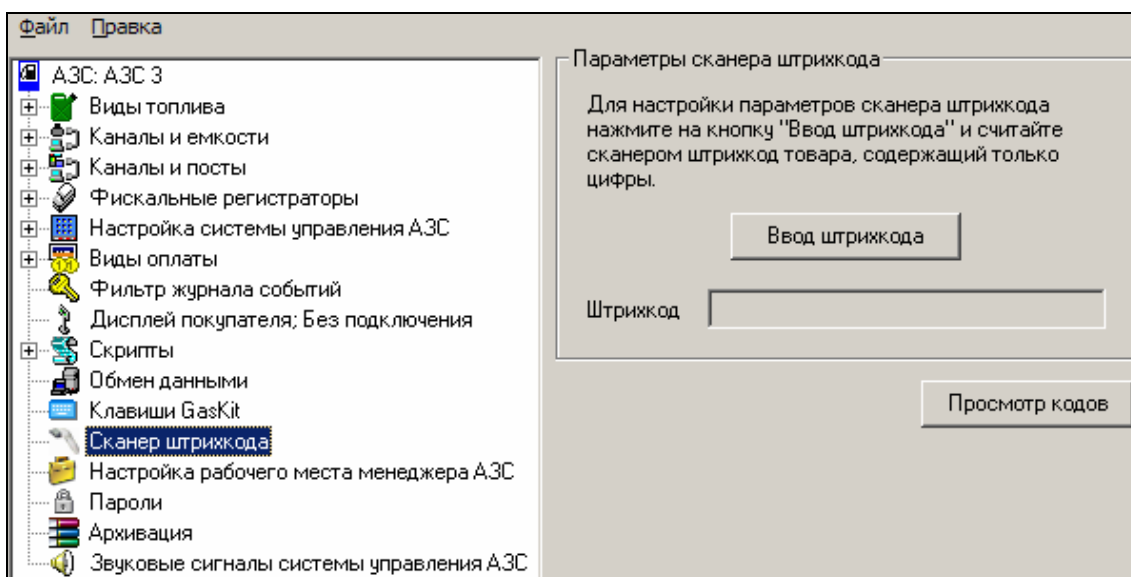 Файл Правка
АЗС: АЗС 3
Виды топлива
Каналы и емкости
Каналы и посты
Фискальные регистраторы
Настройка системы управления АЗС
Виды оплаты
Фильтр журнала событий
Дисплей покупателя; Без подключения
Скрипты
Обмен данными
Клавиши GasKit
Сканер штрихкода
Настройка рабочего места менеджера АЗС
Пароли
Архивация
Звуковые сигналы системы управления АЗС
Параметры сканера штрихкода
Для настройки параметров сканера штрихкода
нажмите на кнопку "Ввод штрихкода" и считайте
сканером штрихкод товара, содержащий только
цифры.
Ввод штрихкода
Штрихкод
Просмотр кодов